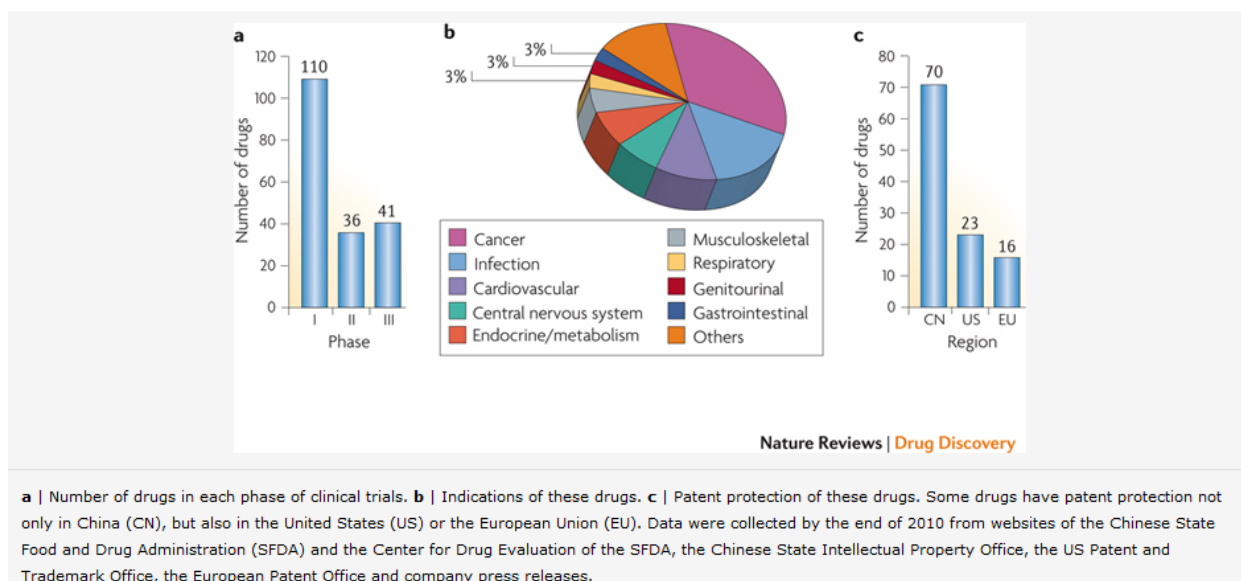 a
Number of drugs
120
100
80
60
40
20
0
110
36
41
I II III
Phase
b
3%
3%
3%
Cancer
Infection
Cardiovascular
Central nervous system
Endocrine/metabolism
Musculoskeletal
Respiratory
Genitourinal
Gastrointestinal
Others
c
Number of drugs
80
70
60
50
40
30
20
10
0
70
23
16
CN US EU
Region
Nature Reviews | Drug Discovery
a | Number of drugs in each phase of clinical trials. b | Indications of these drugs. c | Patent protection of these drugs. Some drugs have patent protection not
only in China (CN), but also in the United States (US) or the European Union (EU). Data were collected by the end of 2010 from websites of the Chinese State
Food and Drug Administration (SFDA) and the Center for Drug Evaluation of the SFDA, the Chinese State Intellectual Property Office, the US Patent and
Trademark Office, the European Patent Office and company press releases.